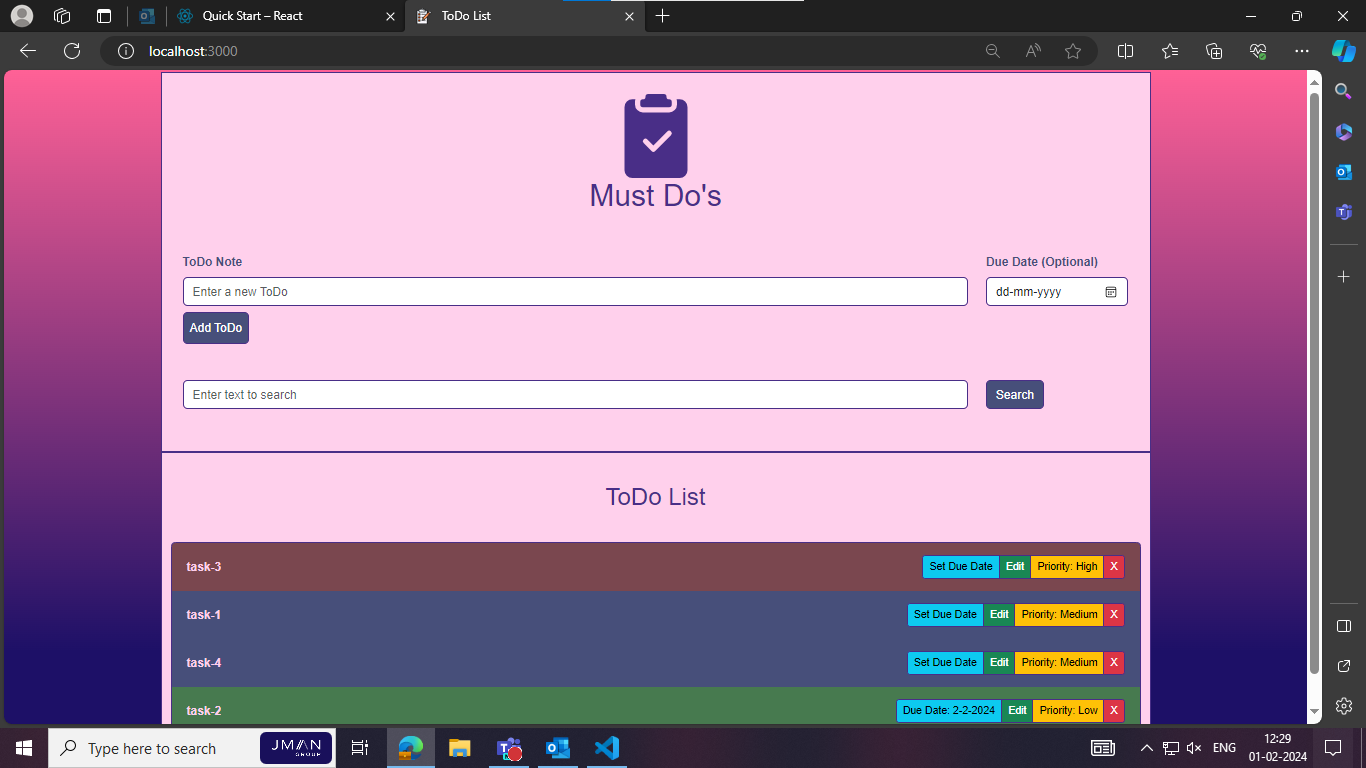 Quick Start – React
ToDo List
localhost:3000
Must Do's
ToDo Note
Due Date (Optional)
Enter a new ToDo
dd-mm-yyyy
Add ToDo
Enter text to search
Search
ToDo List
task-3
Set Due Date Edit Priority: High X
task-1
Set Due Date Edit Priority: Medium X
task-4
Set Due Date Edit Priority: Medium X
task-2
Due Date: 2-2-2024 Edit Priority: Low X
Type here to search
JMAN
GROUP
ENG
12:29
01-02-2024